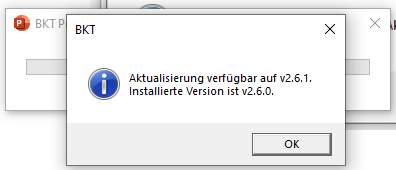 BKT P
BKT
Aktualisierung verfügbar auf v2.6.1.
Installierte Version ist v2.6.0.
OK